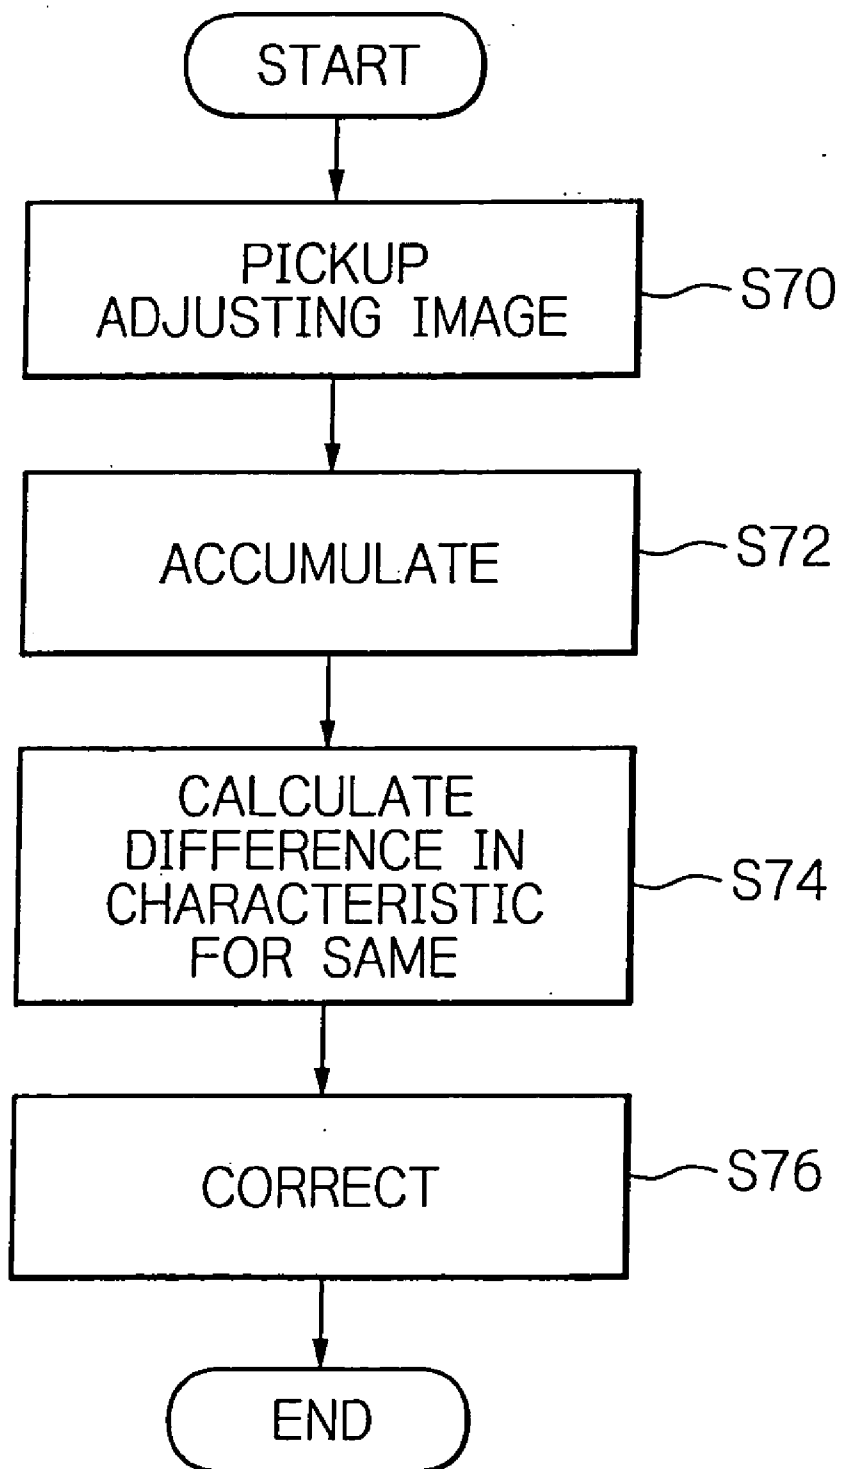 START
PICKUP
ADJUSTING IMAGE
S70
ACCUMULATE
S72
CALCULATE
DIFFERENCE IN
CHARACTERISTIC
FOR SAME
S74
CORRECT
S76
END